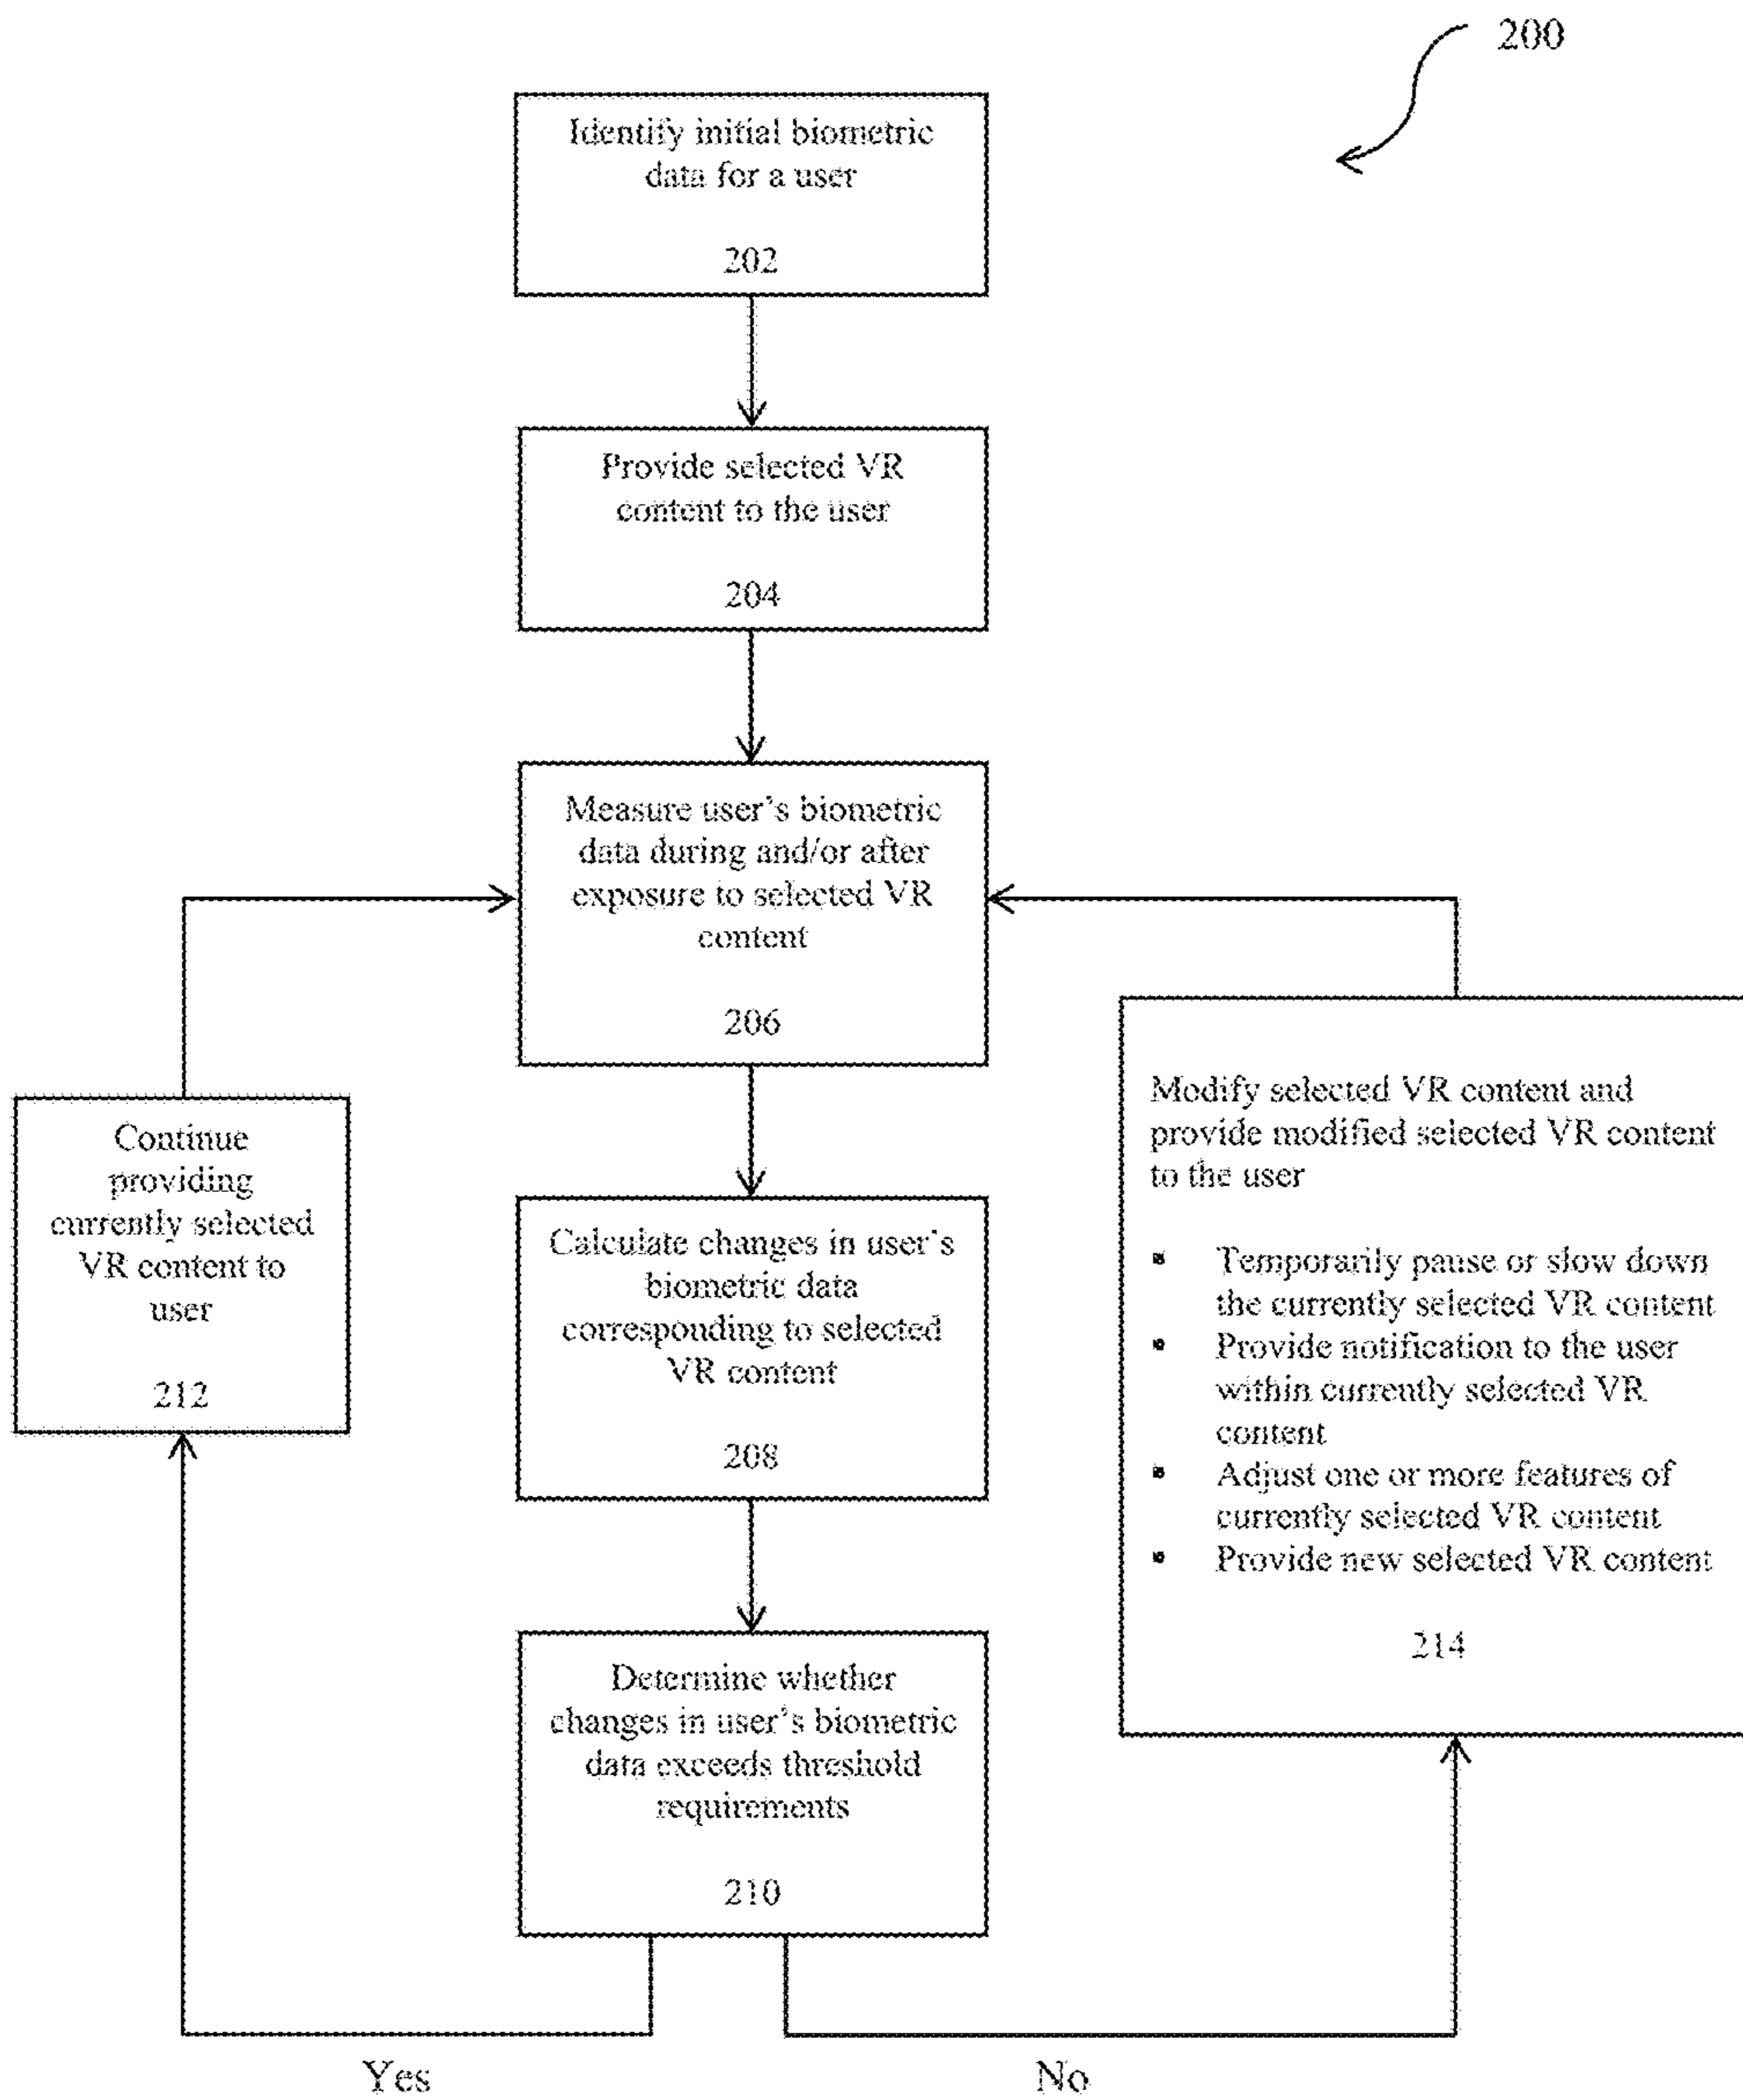 200
Identify initial biometric
data for a user
202
Provide selected VR
content to the user
204
Measure user's biometric
data during and/or after
exposure to selected VR
content
206
Continue
providing
currently selected
VR content to
user
212
Calculate changes in user's
biometric data
corresponding to selected
VR content
208
Modify selected VR content and
provide modified selected VR content
to the user
▪ Temporarily pause or slow down
the currently selected VR content
▪ Provide notification to the user
within currently selected VR
content
▪ Adjust one or more features of
currently selected VR content
▪ Provide new selected VR content
214
Determine whether
changes in user's biometric
data exceeds threshold
requirements
210
Yes
No